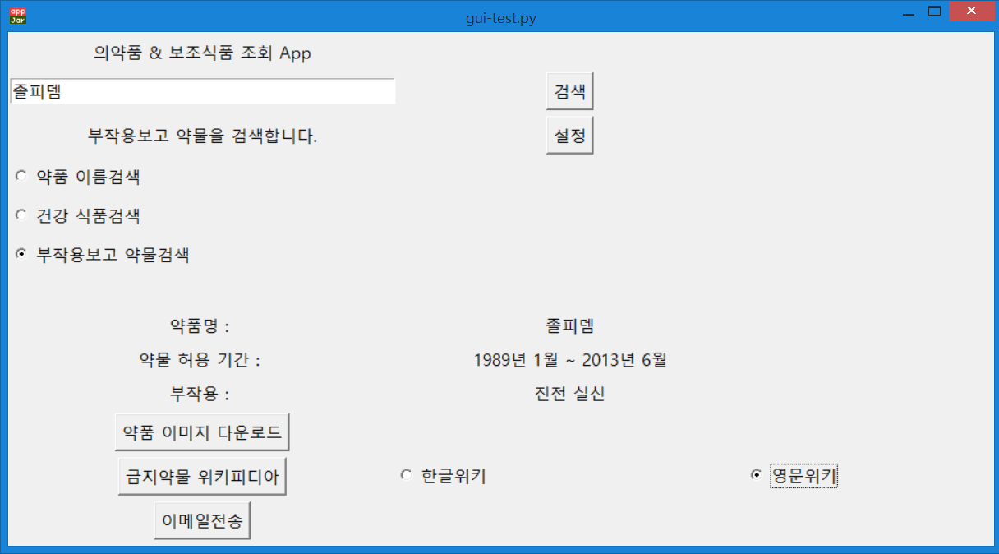 app
Jar
gui-test.py
의약품 & 보조식품 조회 App
졸피뎀
검색
부작용보고 약물을 검색합니다.
설정
약품 이름검색
건강 식품검색
부작용보고 약물검색
약품명 : 졸피뎀
약물 허용 기간 : 1989년 1월 ~ 2013년 6월
부작용 : 진전 실신
약품 이미지 다운로드
금지약물 위키피디아 한글위키 영문위키
이메일전송